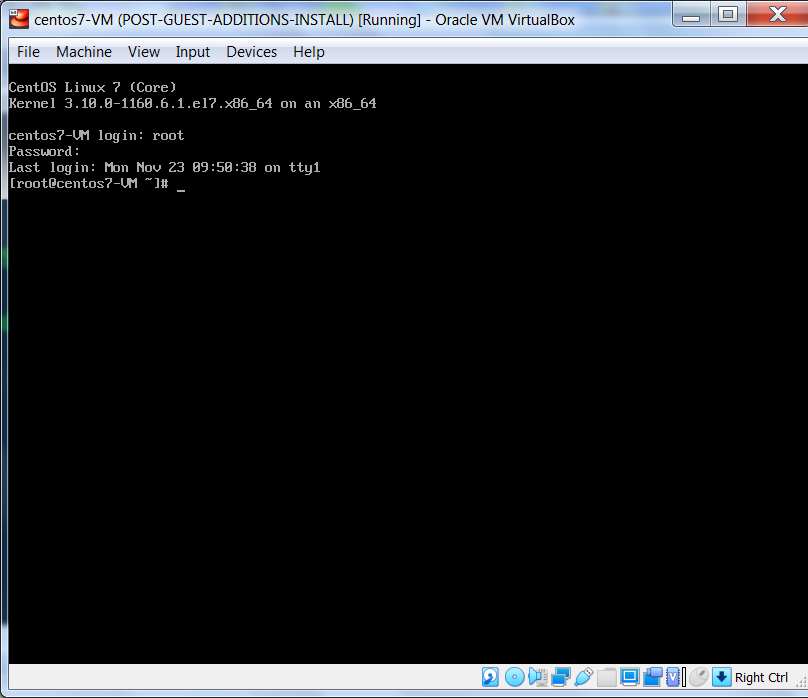 centos7-VM (POST-GUEST-ADDITIONS-INSTALL) [Running] - Oracle VM VirtualBox
File Machine View Input Devices Help
CentOS Linux 7 (Core)
Kernel 3.10.0-1160.6.1.el7.x86_64 on an x86_64
centos7-VM login: root
Password:
Last login: Mon Nov 23 09:50:38 on tty1
[root@centos7-VM ~]# _
Right Ctrl